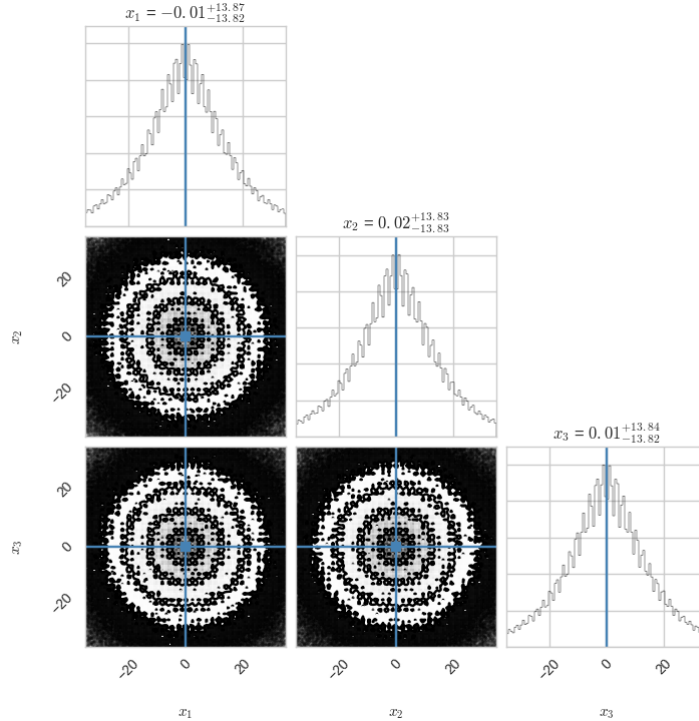 x₁ = −0.01⁺¹³·⁸⁷₋₁₃.₈₂
x₂ = 0.02⁺¹³·⁸³₋₁₃.₈₃
x₃ = 0.01⁺¹³·⁸⁴₋₁₃.₈₂
x₂
20
0
−20
x₃
20
0
−20
−20 0 20
−20 0 20
−20 0 20
x₁
x₂
x₃